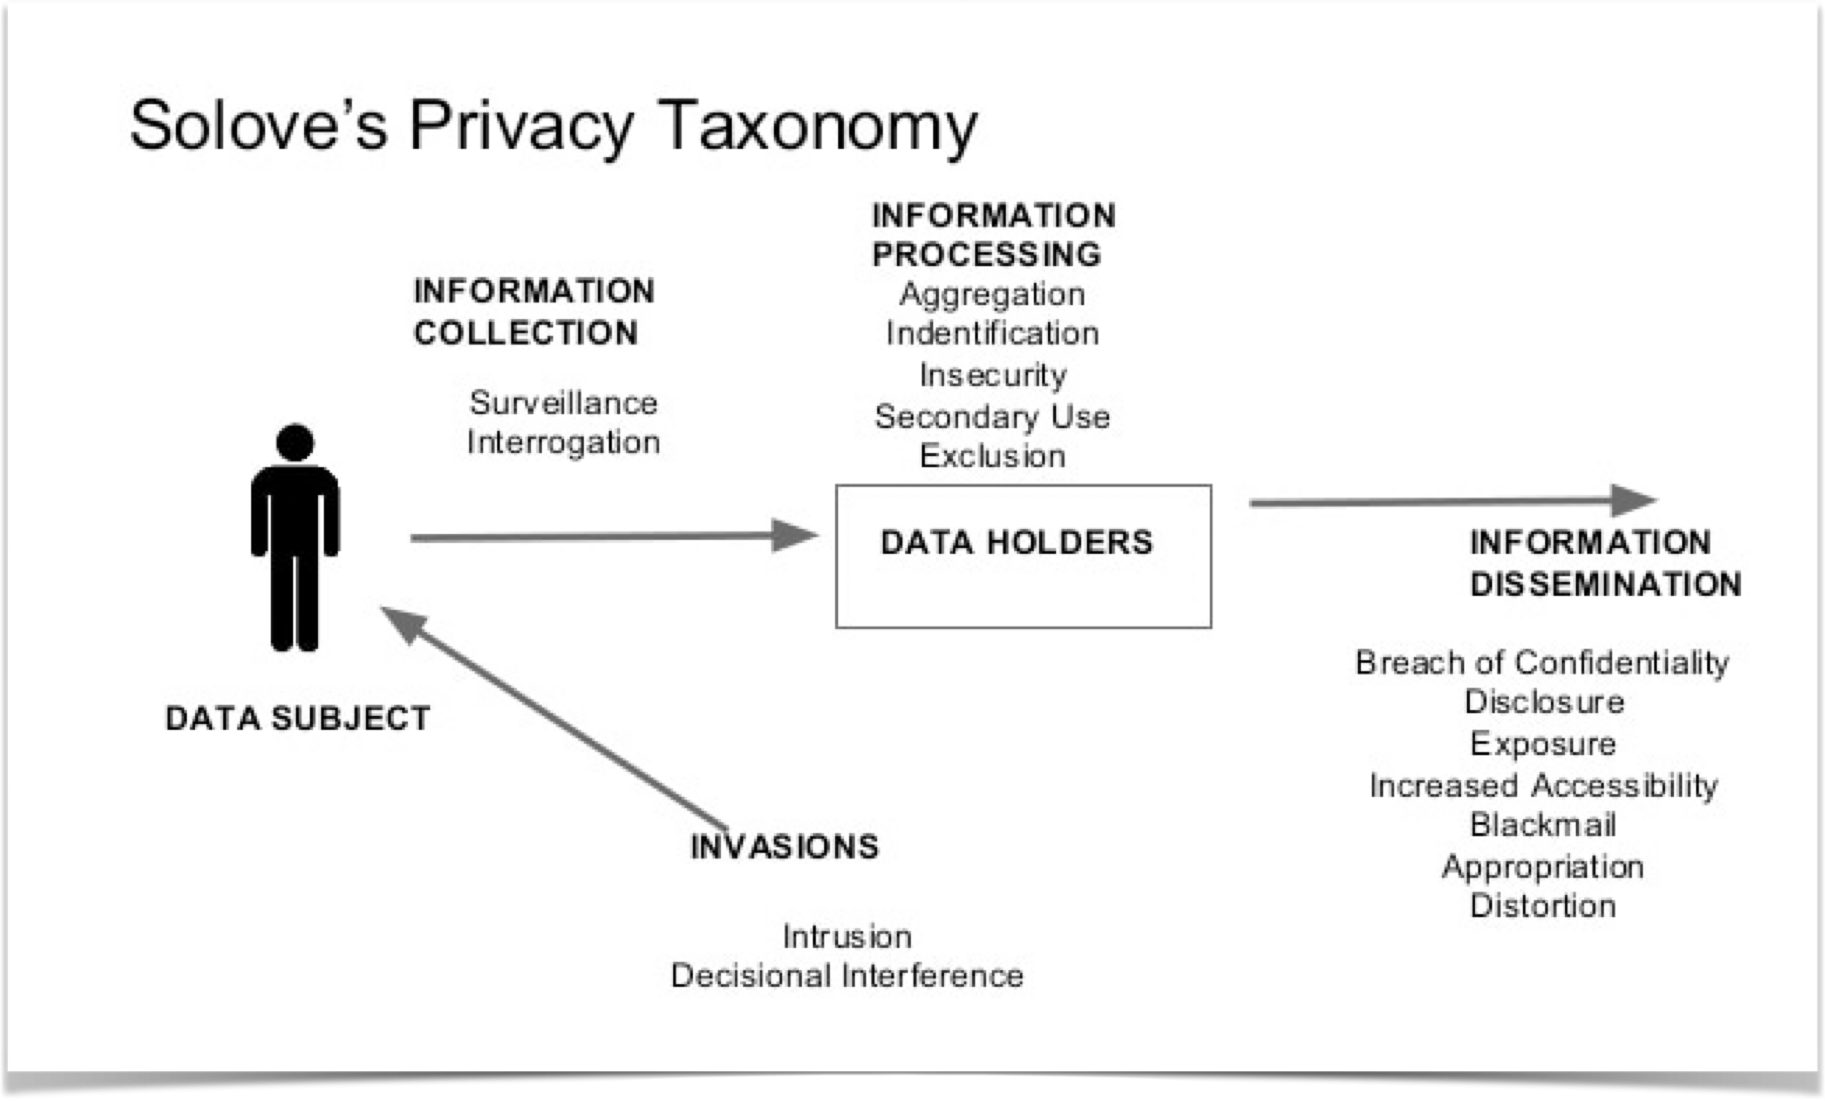 Solove's Privacy Taxonomy
INFORMATION
COLLECTION
Surveillance
Interrogation
INFORMATION
PROCESSING
Aggregation
Indentification
Insecurity
Secondary Use
Exclusion
DATA HOLDERS
INFORMATION
DISSEMINATION
Breach of Confidentiality
Disclosure
Exposure
Increased Accessibility
Blackmail
Appropriation
Distortion
DATA SUBJECT
INVASIONS
Intrusion
Decisional Interference